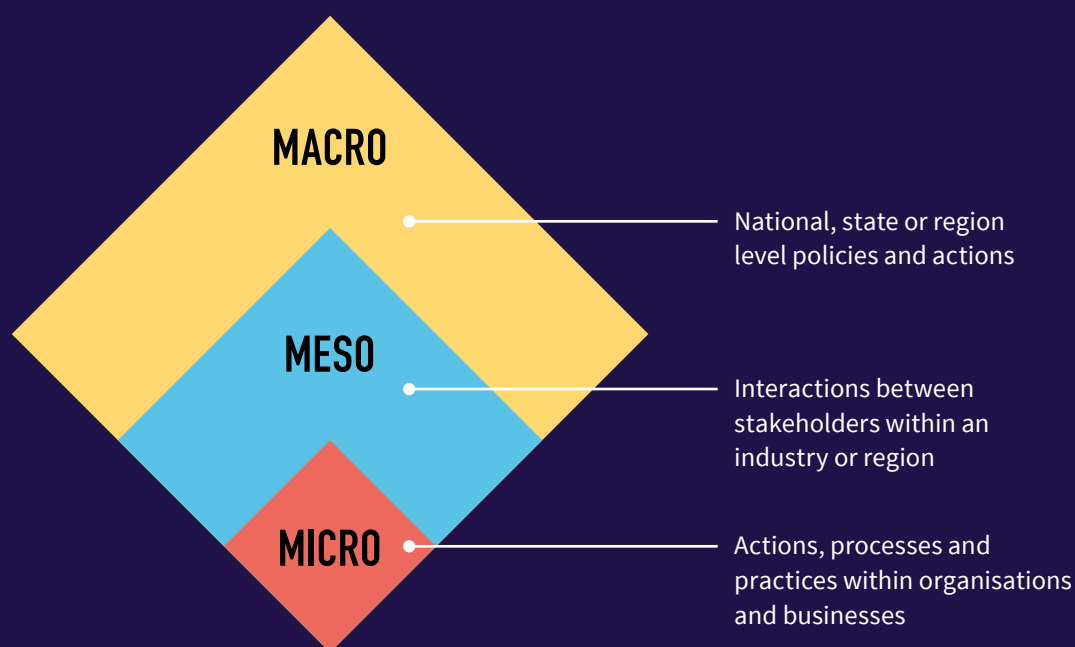 MACRO
National, state or region
level policies and actions
MESO
Interactions between
stakeholders within an
industry or region
MICRO
Actions, processes and
practices within organisations
and businesses